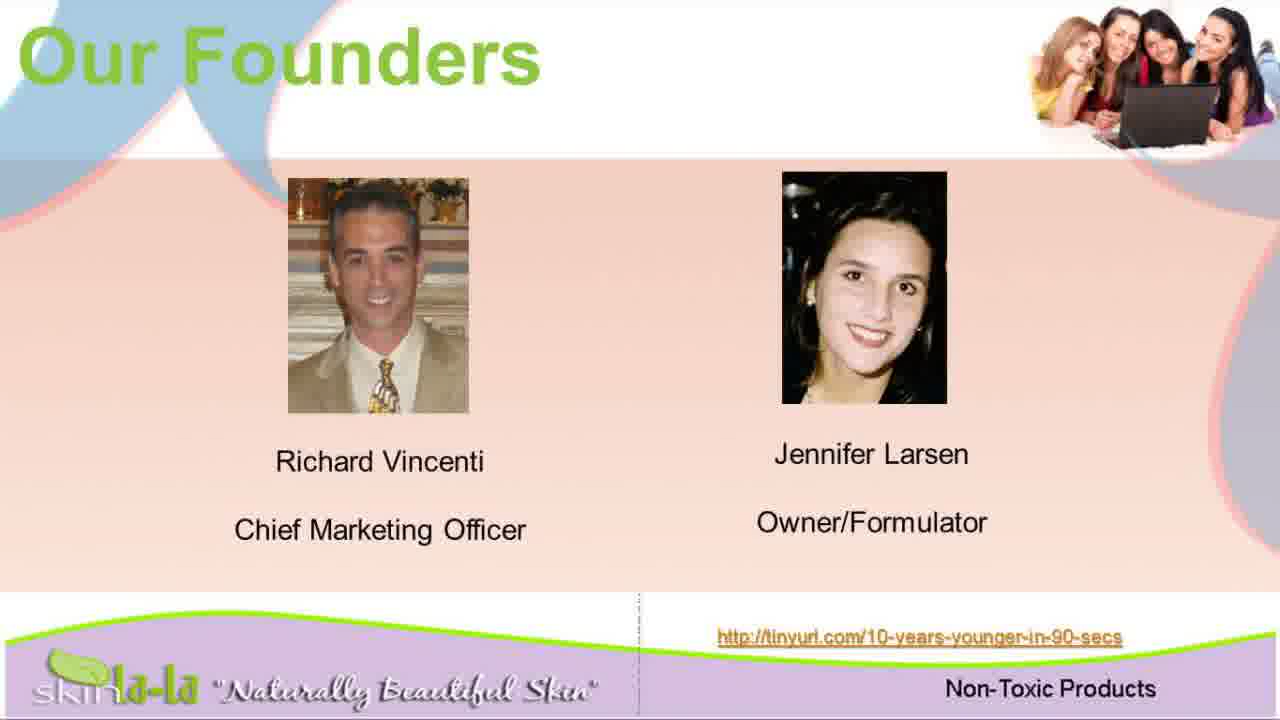 Our Founders
Richard Vincenti
Chief Marketing Officer
Jennifer Larsen
Owner/Formulator
http://tinyurl.com/10-years-younger-in-90-secs
skin la-la "Naturally Beautiful Skin"
Non-Toxic Products